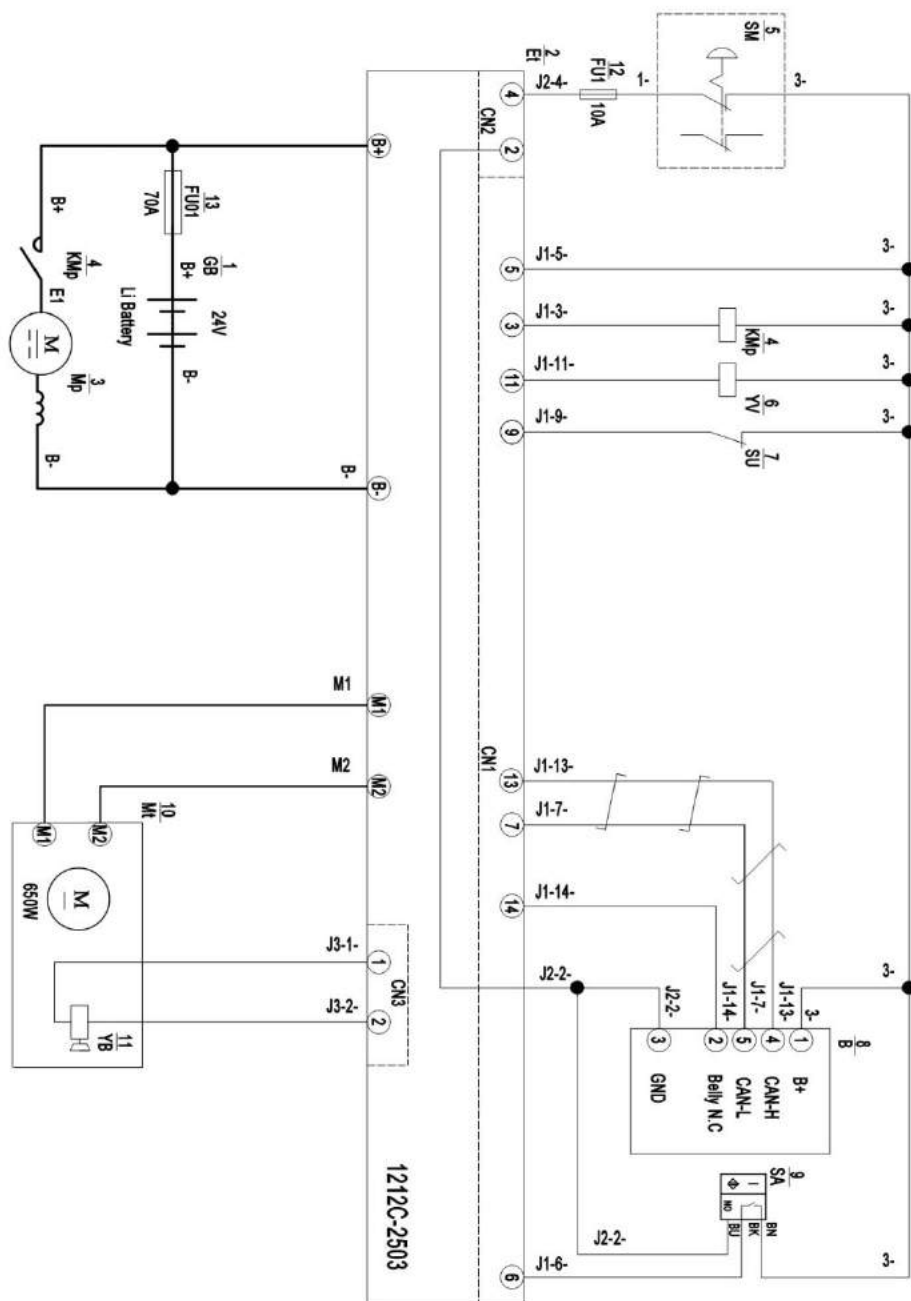 5
SM
3-
1-
12
FU1
10A
2
Et
J2-4-
4
CN2
2
B+
13
FU01
70A
1
GB
B+
24V
Li Battery
B-
B+
4
KMp
E1
M
3
Mp
B-
B-
B-
J1-5-
5
3-
J1-3-
3
4
KMp
3-
J1-11-
11
6
YV
3-
J1-9-
9
7
SU
3-
M1
M1
M2
M2
10
Mt
M1
M2
M
650W
J3-1-
1
CN3
J3-2-
2
11
YB
CN1
J1-13-
13
J1-7-
7
J1-14-
14
J2-2-
J2-2-
J1-14-
J1-7-
J1-13-
3-
3-
8
B
3
2
5
4
1
GND
Belly N.C
CAN-L
CAN-H
B+
9
SA
NO
BU
BK
BN
J2-2-
J1-6-
6
3-
1212C-2503